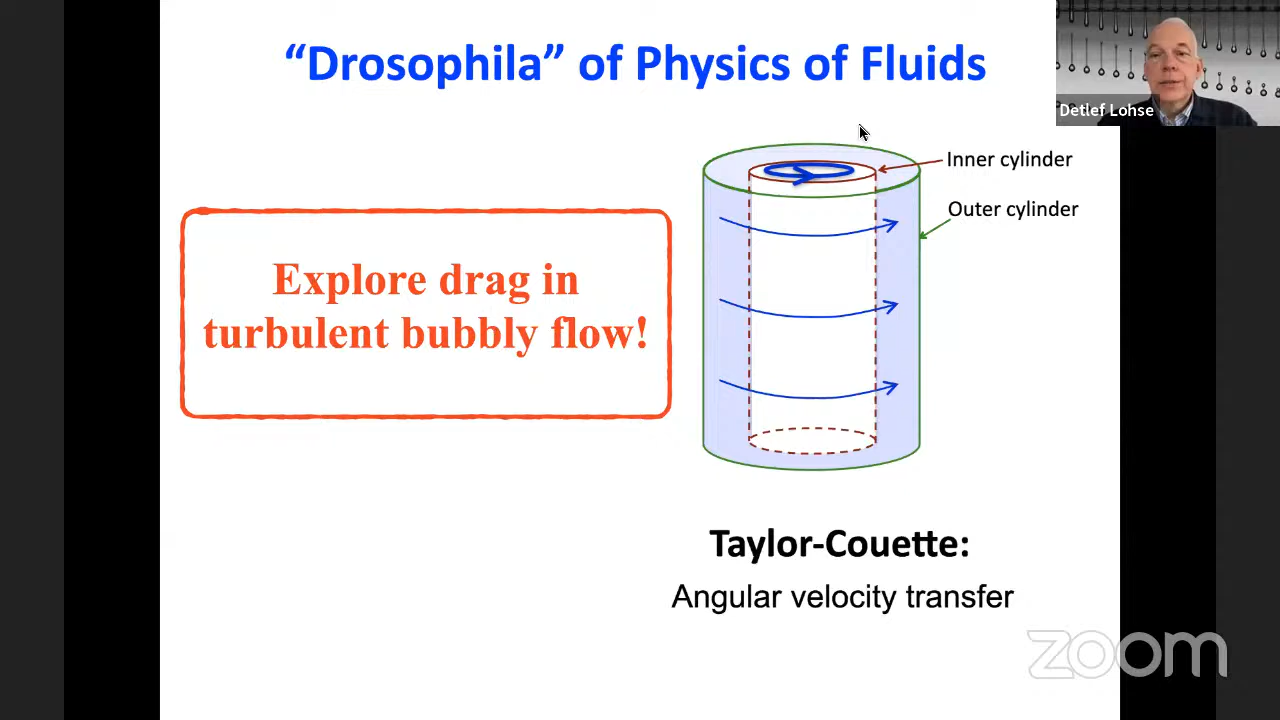 “Drosophila” of Physics of Fluids
Detlef Lohse
Inner cylinder
Outer cylinder
Explore drag in
turbulent bubbly flow!
Taylor-Couette:
Angular velocity transfer
zoom